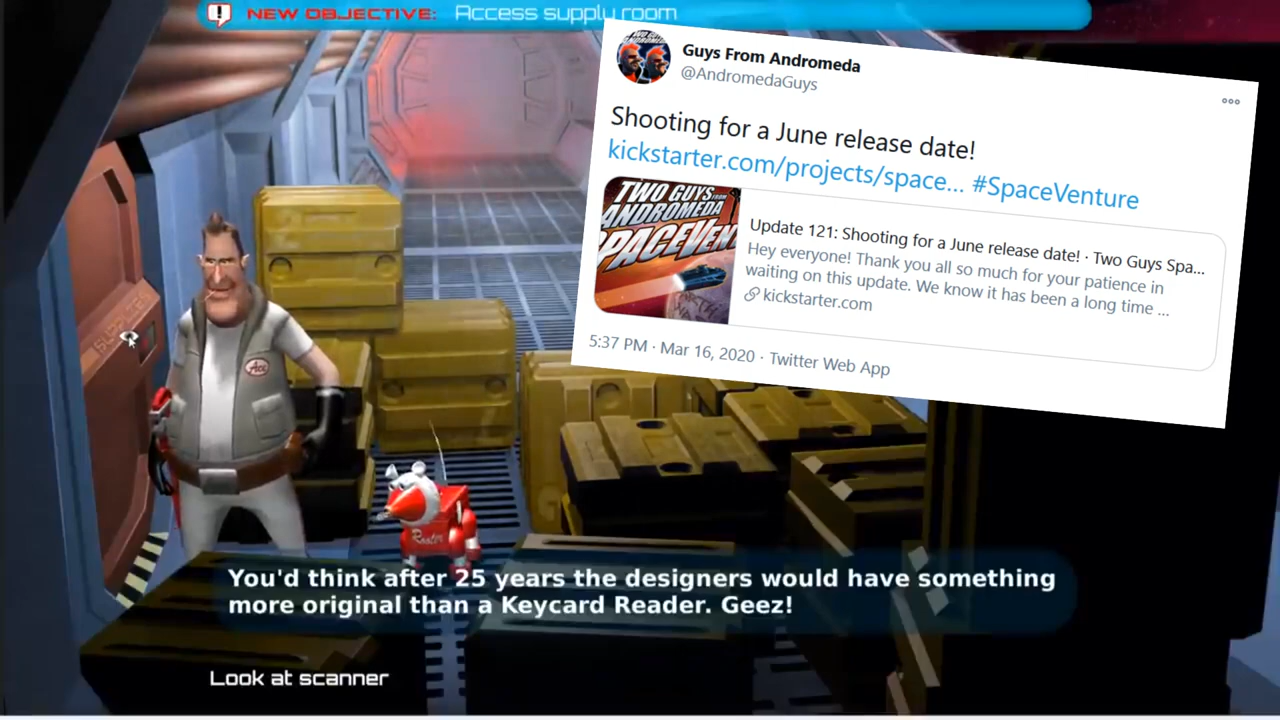 NEW OBJECTIVE: Access supply room
Guys From Andromeda
@AndromedaGuys
Shooting for a June release date!
kickstarter.com/projects/space... #SpaceVenture
TWO GUYS FROM
ANDROMEDA
SPACEVEN
Update 121: Shooting for a June release date! · Two Guys Spa...
Hey everyone! Thank you all so much for your patience in
waiting on this update. We know it has been a long time ...
kickstarter.com
5:37 PM · Mar 16, 2020 · Twitter Web App
Ace
Rooter
You'd think after 25 years the designers would have something
more original than a Keycard Reader. Geez!
Look at scanner